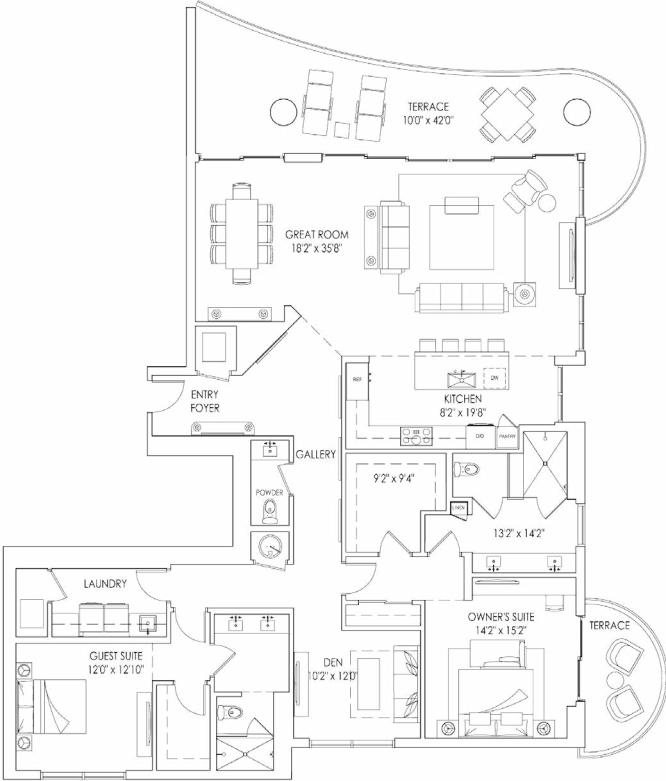 TERRACE
10'0" x 42'0"
GREAT ROOM
18'2" x 35'8"
REF
DW
ENTRY
FOYER
KITCHEN
8'2" x 19'8"
O/O
PANTRY
GALLERY
9'2" x 9'4"
POWDER
LINEN
13'2" x 14'2"
LAUNDRY
OWNER'S SUITE
14'2" x 15'2"
TERRACE
GUEST SUITE
12'0" x 12'10"
DEN
10'2" x 12'0"